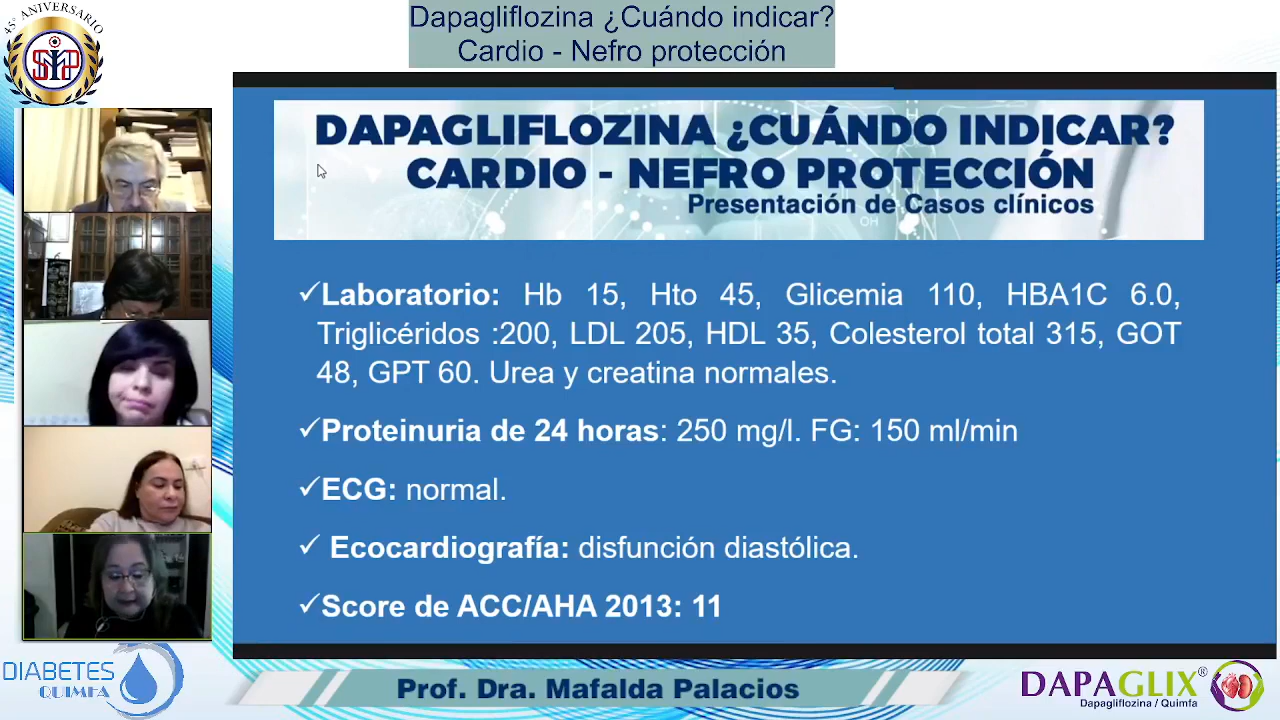 45° ANIVERSARIO
Dapagliflozina ¿Cuándo indicar?
Cardio - Nefro protección
DAPAGLIFLOZINA ¿CUÁNDO INDICAR?
CARDIO - NEFRO PROTECCIÓN
Presentación de Casos clínicos
OH
✓Laboratorio: Hb 15, Hto 45, Glicemia 110, HBA1C 6.0,
Triglicéridos :200, LDL 205, HDL 35, Colesterol total 315, GOT
48, GPT 60. Urea y creatina normales.
✓Proteinuria de 24 horas: 250 mg/l. FG: 150 ml/min
✓ECG: normal.
✓ Ecocardiografía: disfunción diastólica.
✓Score de ACC/AHA 2013: 11
DIABETES
QUIMFA
Prof. Dra. Mafalda Palacios
DAPAGLIX®
Dapagliflozina / Quimfa